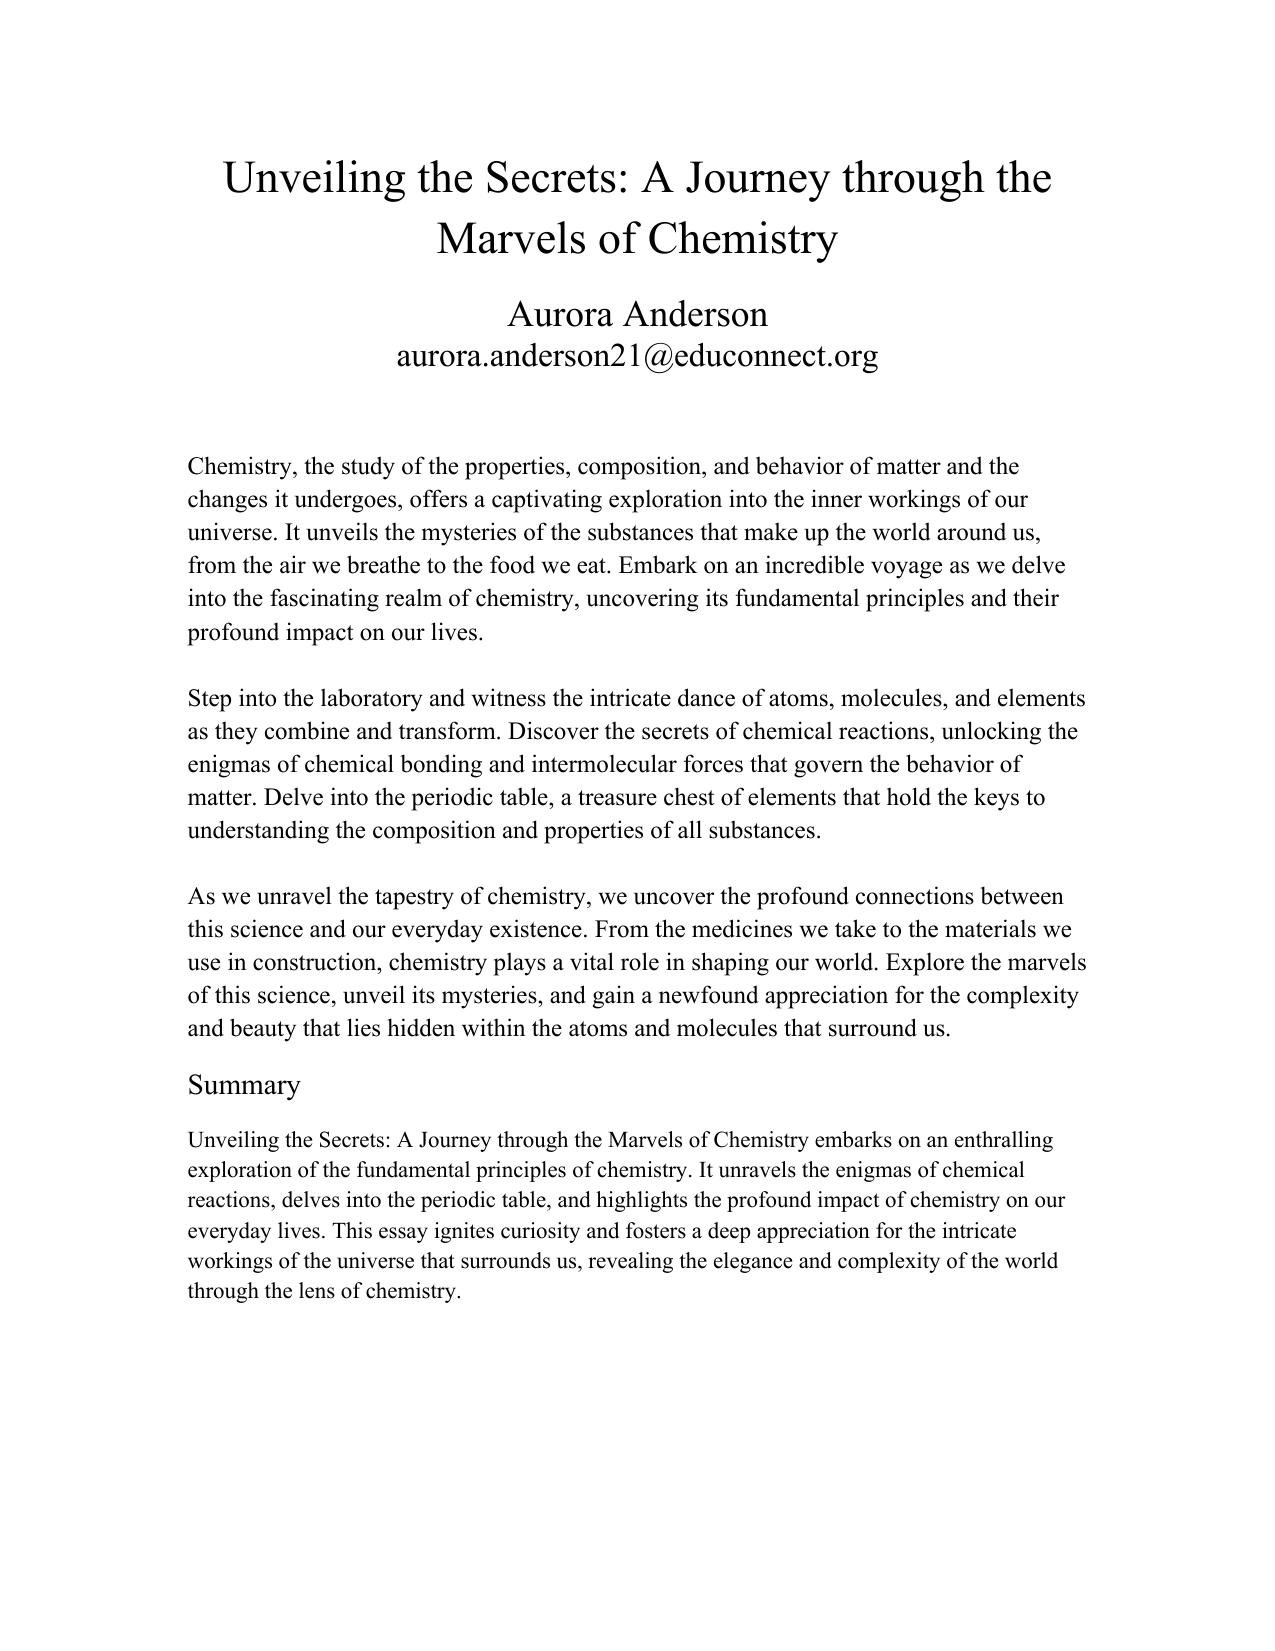 Unveiling the Secrets: A Journey through the
Marvels of Chemistry
Aurora Anderson
aurora.anderson21@educonnect.org
Chemistry, the study of the properties, composition, and behavior of matter and the
changes it undergoes, offers a captivating exploration into the inner workings of our
universe. It unveils the mysteries of the substances that make up the world around us,
from the air we breathe to the food we eat. Embark on an incredible voyage as we delve
into the fascinating realm of chemistry, uncovering its fundamental principles and their
profound impact on our lives.
Step into the laboratory and witness the intricate dance of atoms, molecules, and elements
as they combine and transform. Discover the secrets of chemical reactions, unlocking the
enigmas of chemical bonding and intermolecular forces that govern the behavior of
matter. Delve into the periodic table, a treasure chest of elements that hold the keys to
understanding the composition and properties of all substances.
As we unravel the tapestry of chemistry, we uncover the profound connections between
this science and our everyday existence. From the medicines we take to the materials we
use in construction, chemistry plays a vital role in shaping our world. Explore the marvels
of this science, unveil its mysteries, and gain a newfound appreciation for the complexity
and beauty that lies hidden within the atoms and molecules that surround us.
Summary
Unveiling the Secrets: A Journey through the Marvels of Chemistry embarks on an enthralling
exploration of the fundamental principles of chemistry. It unravels the enigmas of chemical
reactions, delves into the periodic table, and highlights the profound impact of chemistry on our
everyday lives. This essay ignites curiosity and fosters a deep appreciation for the intricate
workings of the universe that surrounds us, revealing the elegance and complexity of the world
through the lens of chemistry.